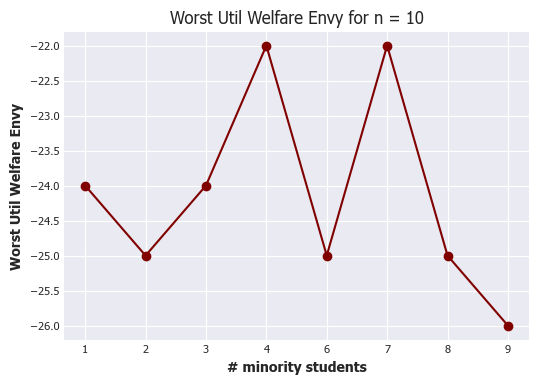 Worst Util Welfare Envy for n = 10
Worst Util Welfare Envy
−22.0
−22.5
−23.0
−23.5
−24.0
−24.5
−25.0
−25.5
−26.0
1 2 3 4 6 7 8 9
# minority students